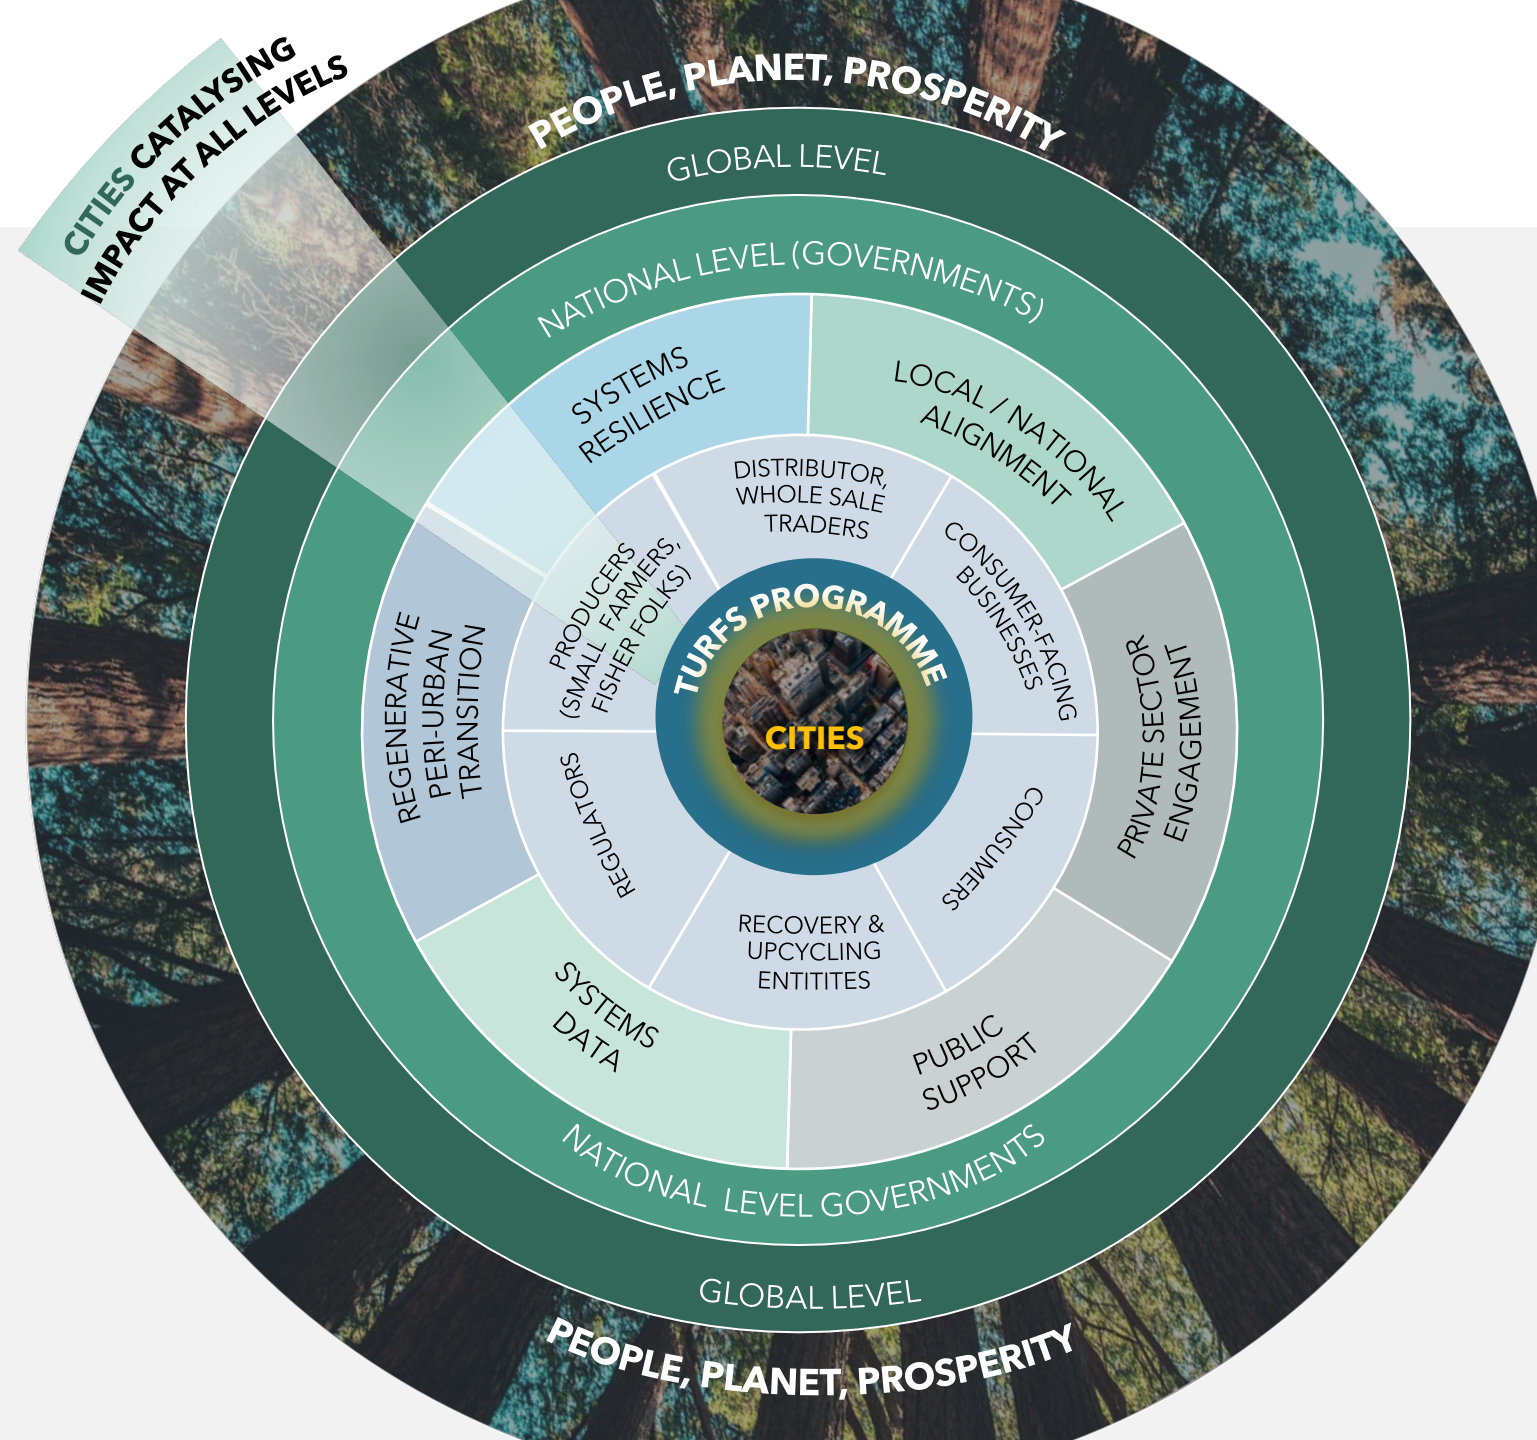 CITIES CATALYSING
IMPACT AT ALL LEVELS
PEOPLE, PLANET, PROSPERITY
GLOBAL LEVEL
NATIONAL LEVEL (GOVERNMENTS)
SYSTEMS
RESILIENCE
LOCAL / NATIONAL
ALIGNMENT
DISTRIBUTOR,
WHOLE SALE
TRADERS
PRODUCERS
(SMALL FARMERS,
FISHER FOLKS)
CONSUMER-FACING
BUSINESSES
TURFS PROGRAMME
CITIES
REGENERATIVE
PERI-URBAN
TRANSITION
PRIVATE SECTOR
ENGAGEMENT
REGULATORS
CONSUMERS
RECOVERY &
UPCYCLING
ENTITITES
SYSTEMS
DATA
PUBLIC
SUPPORT
NATIONAL LEVEL GOVERNMENTS
GLOBAL LEVEL
PEOPLE, PLANET, PROSPERITY